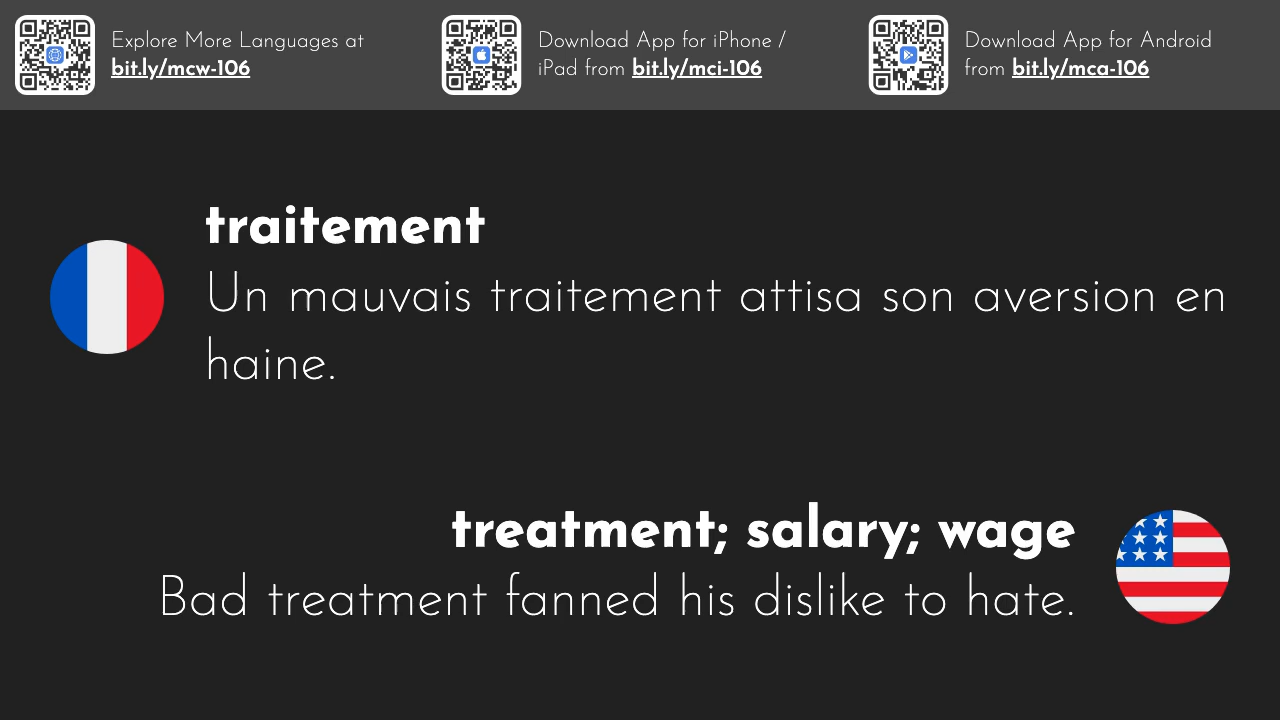 Explore More Languages at
bit.ly/mcw-106
Download App for iPhone /
iPad from bit.ly/mci-106
Download App for Android
from bit.ly/mca-106
traitement
Un mauvais traitement attisa son aversion en
haine.
treatment; salary; wage
Bad treatment fanned his dislike to hate.